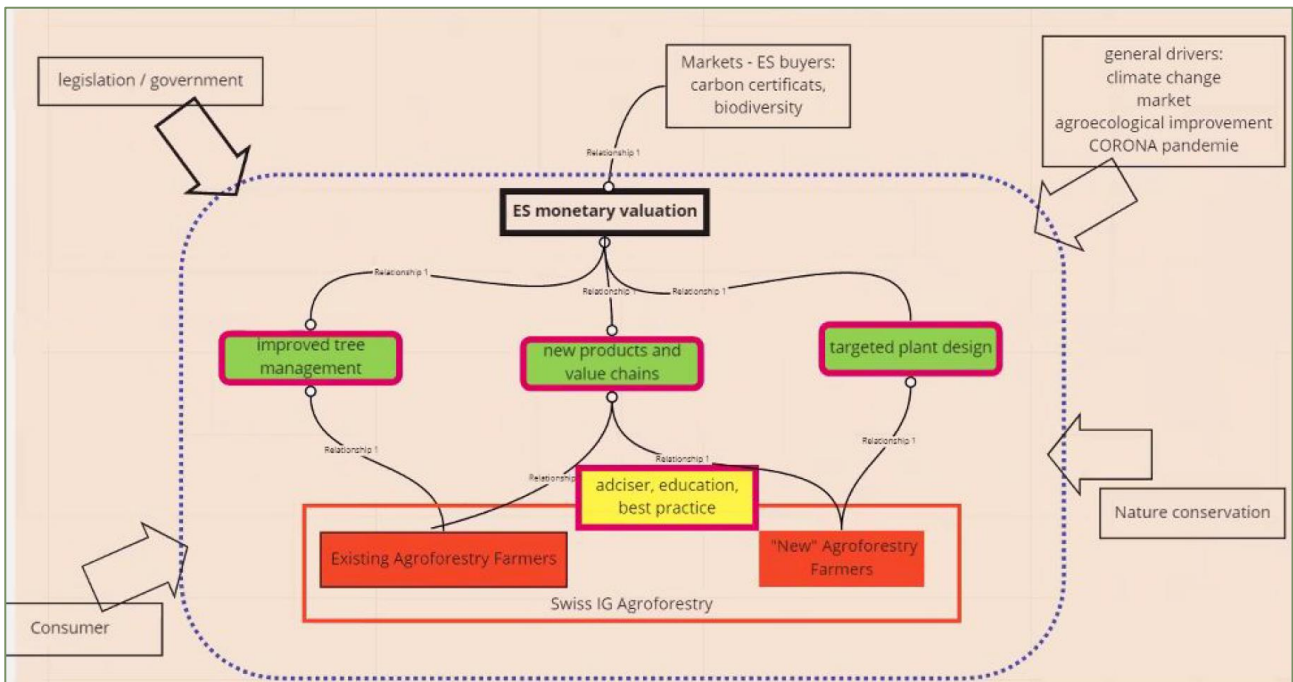 legislation / government
Markets - ES buyers:
carbon certificats,
biodiversity
general drivers:
climate change
market
agroecological improvement
CORONA pandemie
Relationship 1
ES monetary valuation
Relationship 1
Relationship 1
Relationship 1
improved tree
management
new products and
value chains
targeted plant design
Relationship 1
Relationship
Relationship 1
Relationship 1
adciser, education,
best practice
Nature conservation
Existing Agroforestry Farmers
"New" Agroforestry
Farmers
Swiss IG Agroforestry
Consumer